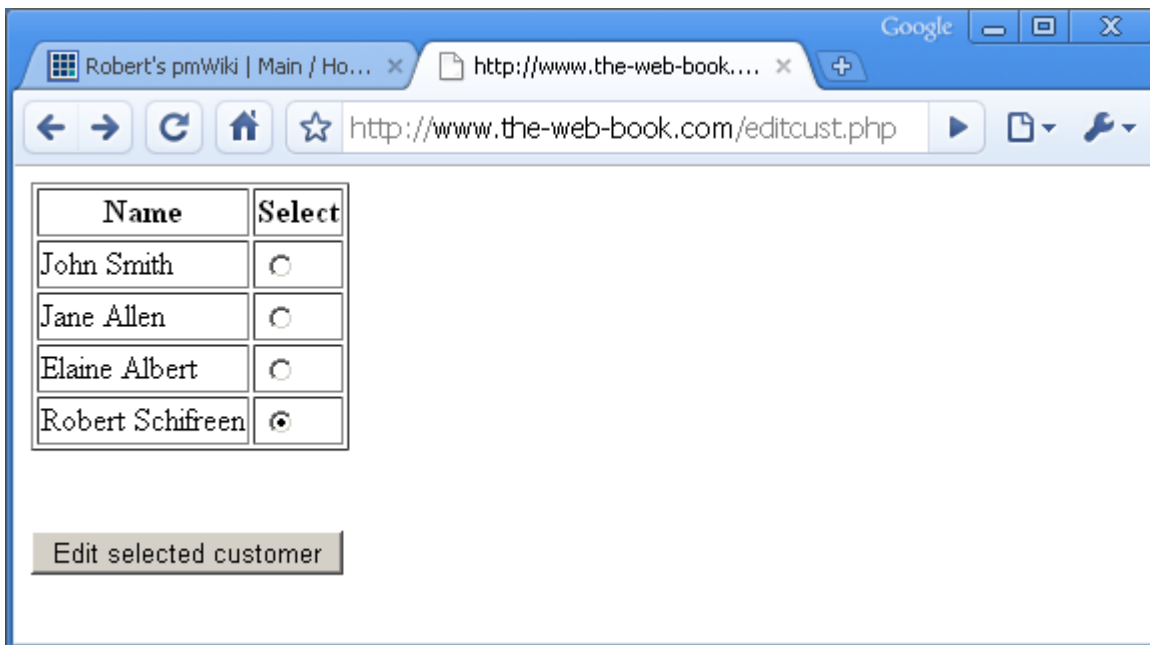 Google
Robert's pmWiki | Main / Ho...
http://www.the-web-book....
http://www.the-web-book.com/editcust.php
Name Select
John Smith
Jane Allen
Elaine Albert
Robert Schifreen
Edit selected customer